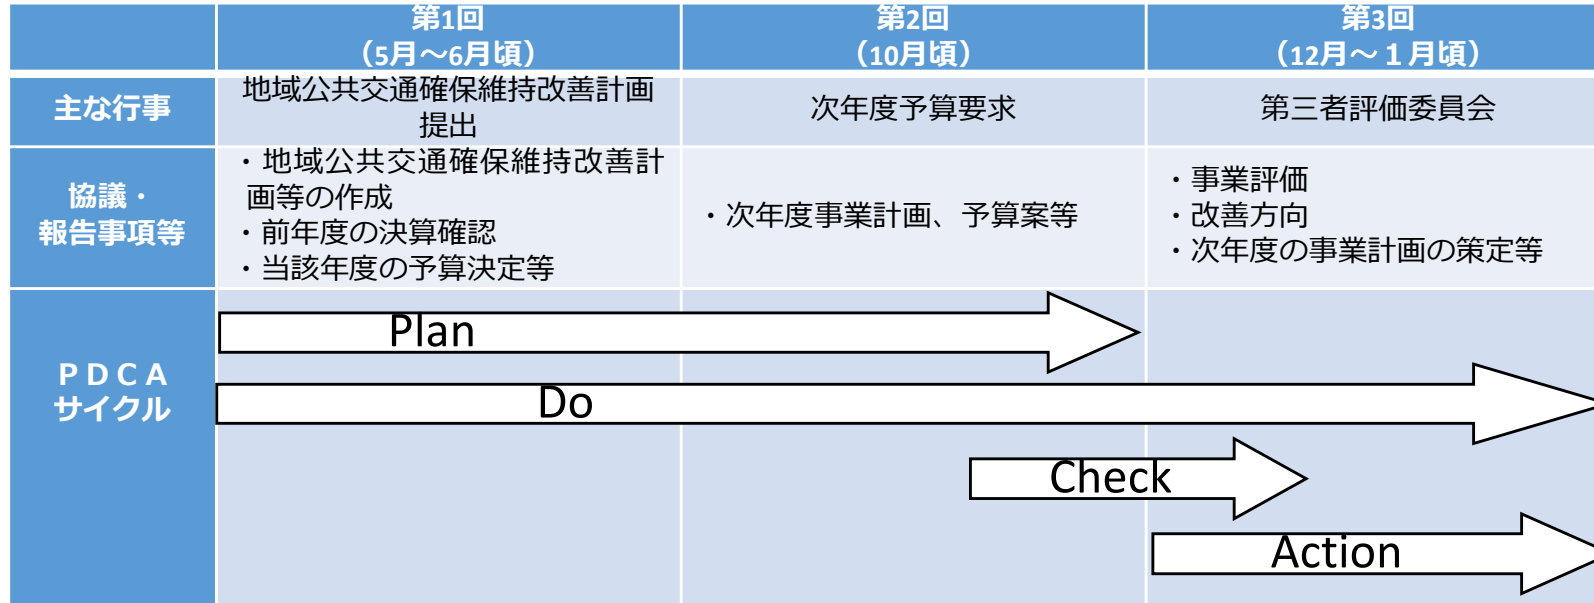 第1回
（5月～6月頃）
第2回
（10月頃）
第3回
（12月～１月頃）
主な行事
地域公共交通確保維持改善計画
提出
次年度予算要求
第三者評価委員会
協議・
報告事項等
・地域公共交通確保維持改善計
画等の作成
・前年度の決算確認
・当該年度の予算決定等
・次年度事業計画、予算案等
・事業評価
・改善方向
・次年度の事業計画の策定等
ＰＤＣＡ
サイクル
Plan
Do
Check
Action